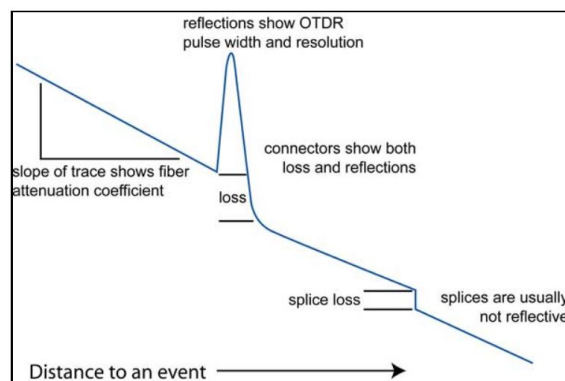 reflections show OTDR
pulse width and resolution
connectors show both
loss and reflections
slope of trace shows fiber
attenuation coefficient
loss
splice loss
splices are usually
not reflective
Distance to an event